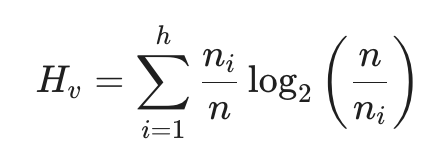 H_v = \sum_{i=1}^{h} \frac{n_i}{n} \log_2 \left( \frac{n}{n_i} \right)